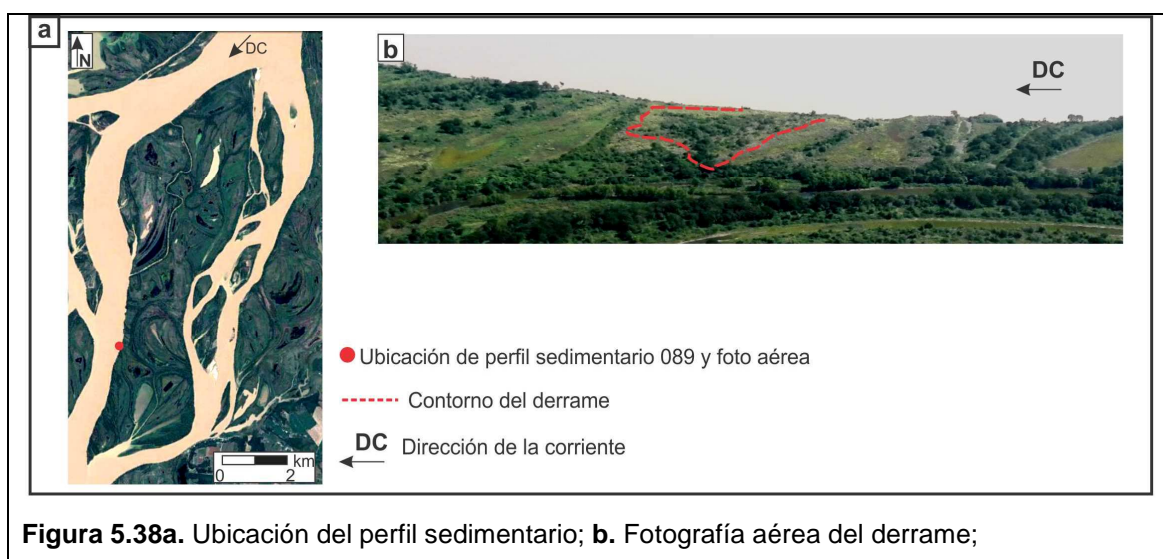 a
N
DC
km
0 2
b
DC
Ubicación de perfil sedimentario 089 y foto aérea
Contorno del derrame
DC Dirección de la corriente
Figura 5.38a. Ubicación del perfil sedimentario; b. Fotografía aérea del derrame;